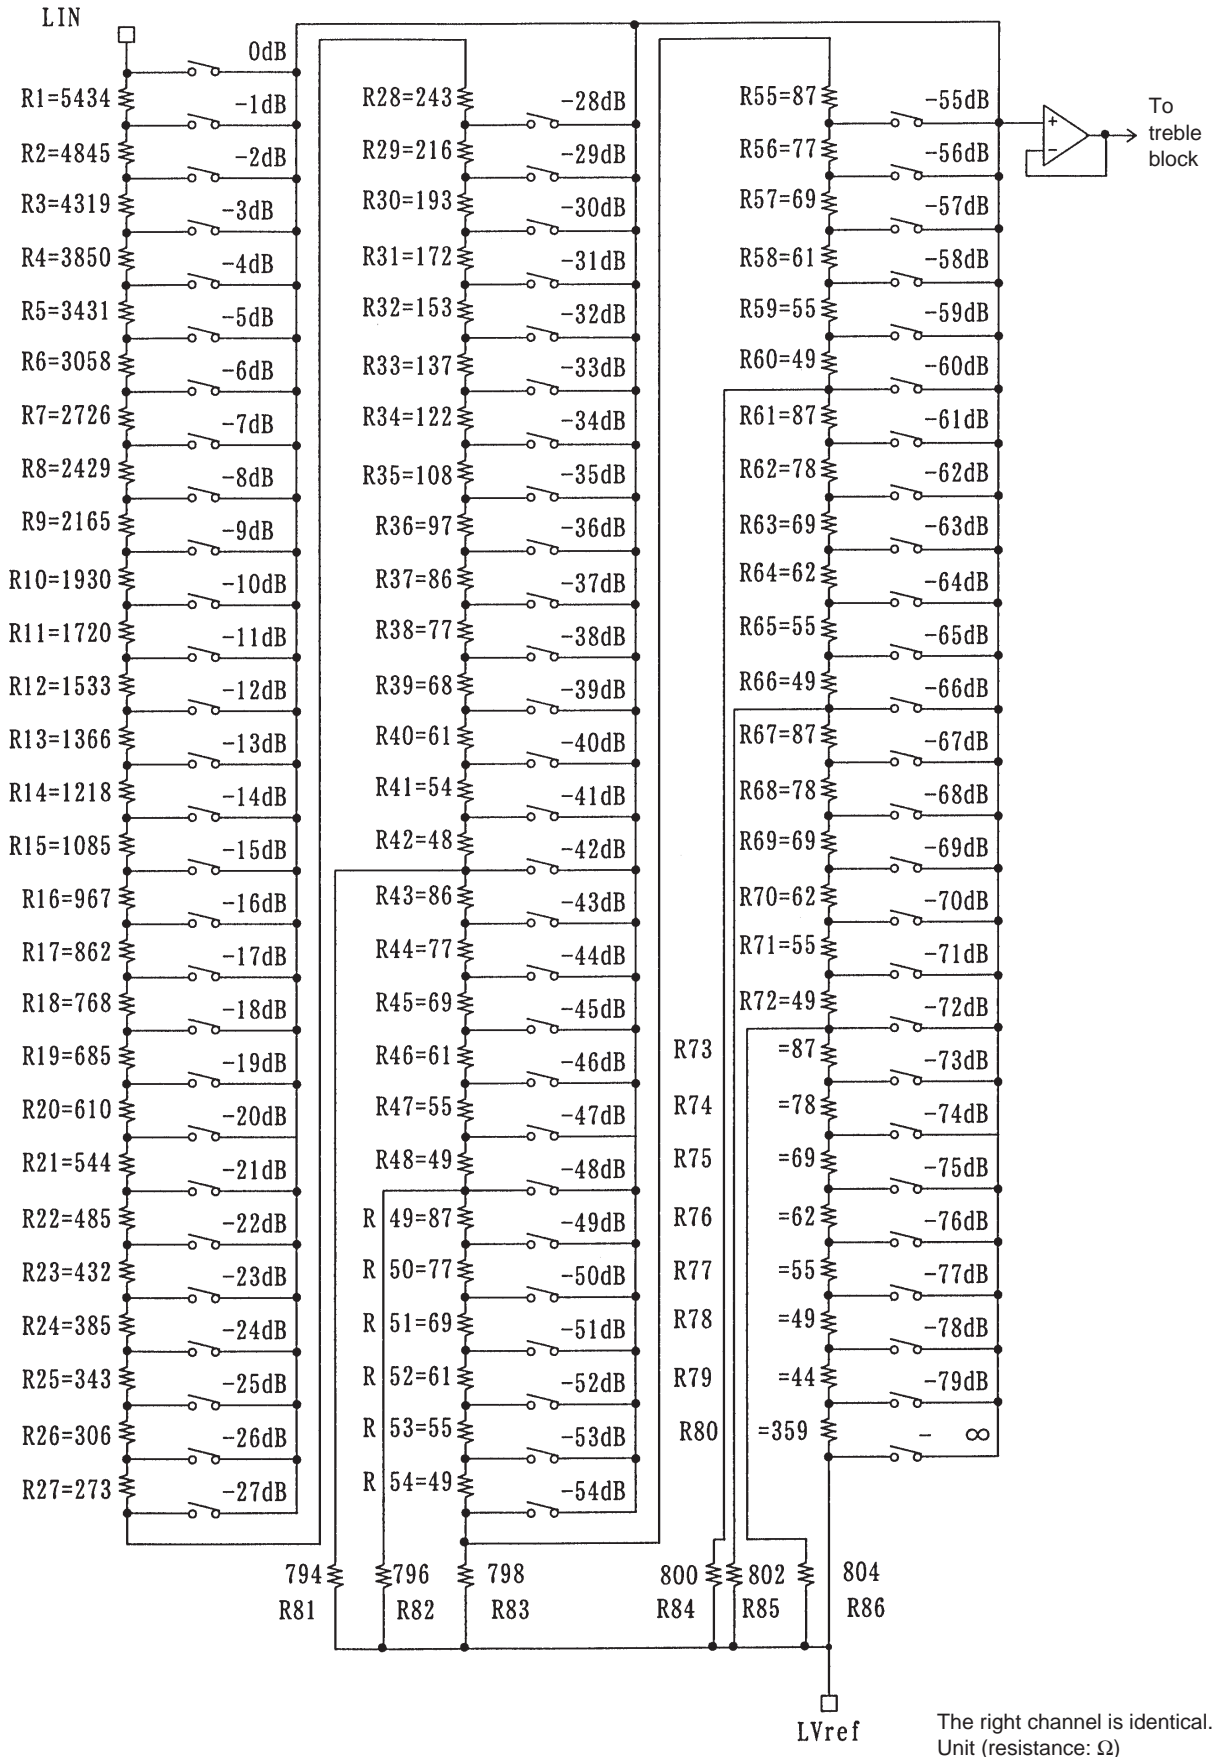 LIN
0dB
R1=5434
-1dB
R2=4845
-2dB
R3=4319
-3dB
R4=3850
-4dB
R5=3431
-5dB
R6=3058
-6dB
R7=2726
-7dB
R8=2429
-8dB
R9=2165
-9dB
R10=1930
-10dB
R11=1720
-11dB
R12=1533
-12dB
R13=1366
-13dB
R14=1218
-14dB
R15=1085
-15dB
R16=967
-16dB
R17=862
-17dB
R18=768
-18dB
R19=685
-19dB
R20=610
-20dB
R21=544
-21dB
R22=485
-22dB
R23=432
-23dB
R24=385
-24dB
R25=343
-25dB
R26=306
-26dB
R27=273
-27dB
R28=243
-28dB
R29=216
-29dB
R30=193
-30dB
R31=172
-31dB
R32=153
-32dB
R33=137
-33dB
R34=122
-34dB
R35=108
-35dB
R36=97
-36dB
R37=86
-37dB
R38=77
-38dB
R39=68
-39dB
R40=61
-40dB
R41=54
-41dB
R42=48
-42dB
R43=86
-43dB
R44=77
-44dB
R45=69
-45dB
R46=61
-46dB
R47=55
-47dB
R48=49
-48dB
R 49=87
-49dB
R 50=77
-50dB
R 51=69
-51dB
R 52=61
-52dB
R 53=55
-53dB
R 54=49
-54dB
R55=87
-55dB
R56=77
-56dB
R57=69
-57dB
R58=61
-58dB
R59=55
-59dB
R60=49
-60dB
R61=87
-61dB
R62=78
-62dB
R63=69
-63dB
R64=62
-64dB
R65=55
-65dB
R66=49
-66dB
R67=87
-67dB
R68=78
-68dB
R69=69
-69dB
R70=62
-70dB
R71=55
-71dB
R72=49
-72dB
R73 =87
-73dB
R74 =78
-74dB
R75 =69
-75dB
R76 =62
-76dB
R77 =55
-77dB
R78 =49
-78dB
R79 =44
-79dB
R80 =359
- ∞
+
-
To
treble
block
794 796 798 800 802 804
R81 R82 R83 R84 R85 R86
LVref
The right channel is identical.
Unit (resistance: Ω)